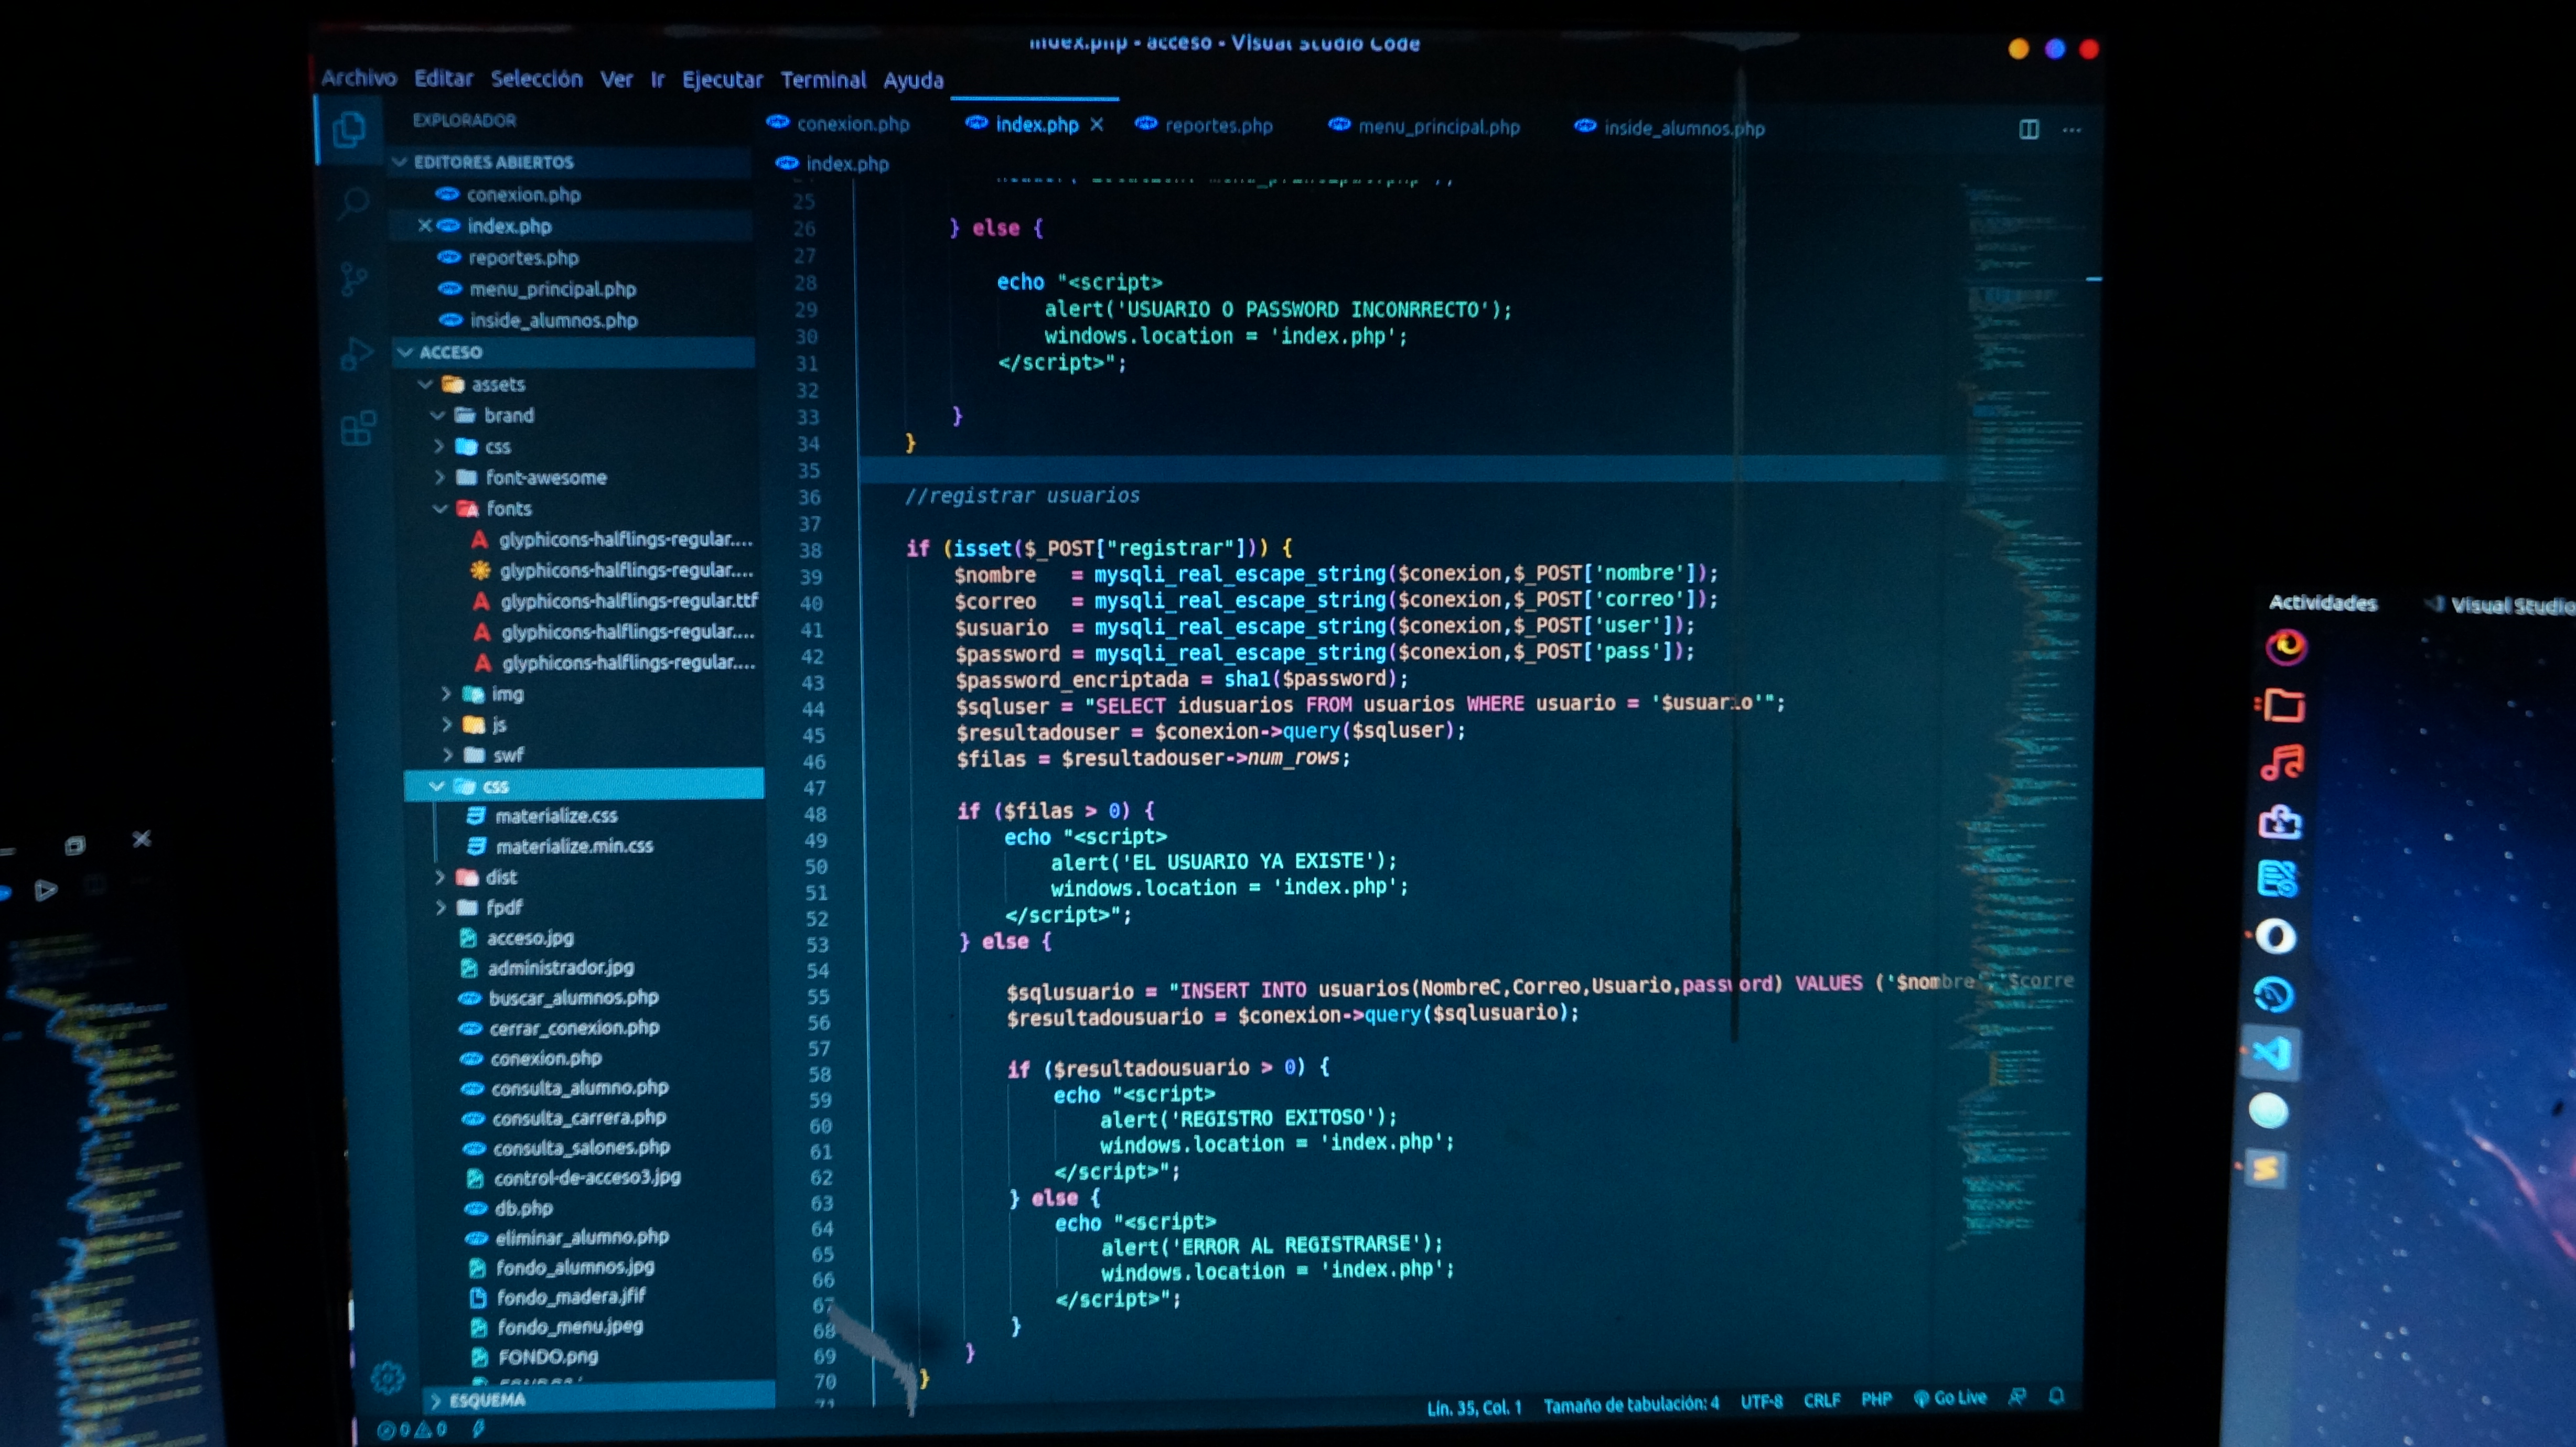 index.php - acceso - Visual Studio Code
Archivo Editar Selección Ver Ir Ejecutar Terminal Ayuda
EXPLORADOR
EDITORES ABIERTOS
conexion.php
index.php
reportes.php
menu_principal.php
inside_alumnos.php
ACCESO
assets
brand
css
font-awesome
fonts
glyphicons-halflings-regular....
glyphicons-halflings-regular....
glyphicons-halflings-regular.ttf
glyphicons-halflings-regular....
glyphicons-halflings-regular....
img
js
swf
css
materialize.css
materialize.min.css
dist
fpdf
acceso.jpg
administrador.jpg
buscar_alumnos.php
cerrar_conexion.php
conexion.php
consulta_alumno.php
consulta_carrera.php
consulta_salones.php
control-de-acceso3.jpg
db.php
eliminar_alumno.php
fondo_alumnos.jpg
fondo_madera.jfif
fondo_menu.jpeg
FONDO.png
ESQUEMA
0 0
conexion.php index.php reportes.php menu_principal.php inside_alumnos.php
index.php
25
26 } else {
27
28 echo "<script>
29 alert('USUARIO O PASSWORD INCONRRECTO');
30 windows.location = 'index.php';
31 </script>";
32
33 }
34 }
35
36 //registrar usuarios
37
38 if (isset($_POST["registrar"])) {
39 $nombre = mysqli_real_escape_string($conexion,$_POST['nombre']);
40 $correo = mysqli_real_escape_string($conexion,$_POST['correo']);
41 $usuario = mysqli_real_escape_string($conexion,$_POST['user']);
42 $password = mysqli_real_escape_string($conexion,$_POST['pass']);
43 $password_encriptada = sha1($password);
44 $sqluser = "SELECT idusuarios FROM usuarios WHERE usuario = '$usuario'";
45 $resultadouser = $conexion->query($sqluser);
46 $filas = $resultadouser->num_rows;
47
48 if ($filas > 0) {
49 echo "<script>
50 alert('EL USUARIO YA EXISTE');
51 windows.location = 'index.php';
52 </script>";
53 } else {
54
55 $sqlusuario = "INSERT INTO usuarios(NombreC,Correo,Usuario,password) VALUES ('$nombre','$corre
56 $resultadousuario = $conexion->query($sqlusuario);
57
58 if ($resultadousuario > 0) {
59 echo "<script>
60 alert('REGISTRO EXITOSO');
61 windows.location = 'index.php';
62 </script>";
63 } else {
64 echo "<script>
65 alert('ERROR AL REGISTRARSE');
66 windows.location = 'index.php';
67 </script>";
68 }
69 }
70 }
71
Lín. 35, Col. 1 Tamaño de tabulación: 4 UTF-8 CRLF PHP Go Live
Actividades Visual Studio